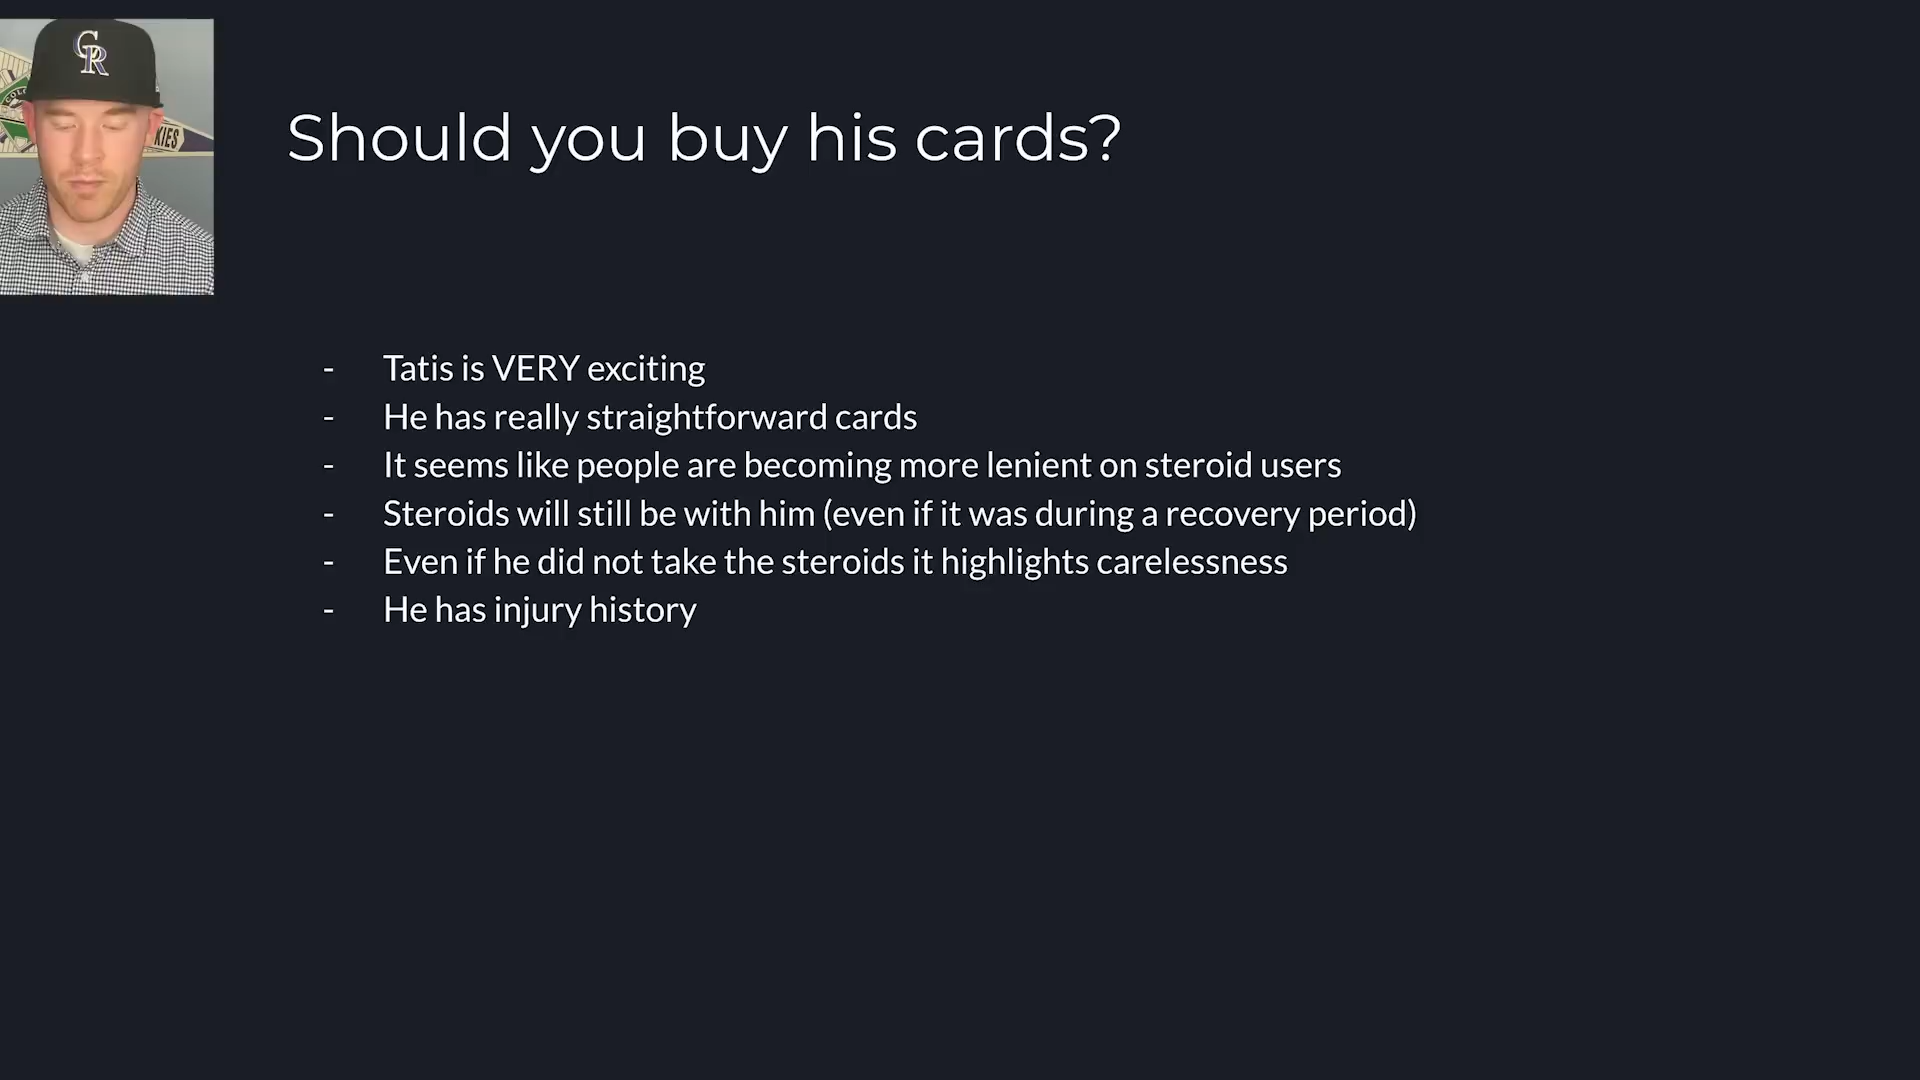 CR
KIES
Should you buy his cards?
- Tatis is VERY exciting
- He has really straightforward cards
- It seems like people are becoming more lenient on steroid users
- Steroids will still be with him (even if it was during a recovery period)
- Even if he did not take the steroids it highlights carelessness
- He has injury history